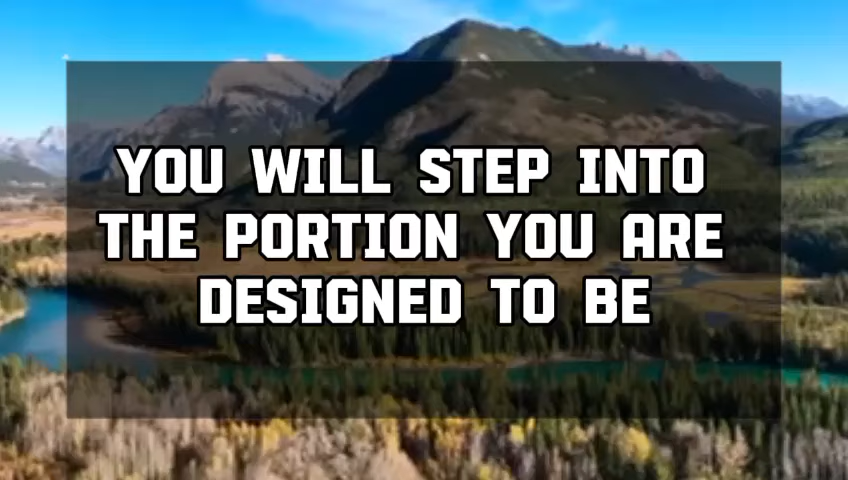 YOU WILL STEP INTO
THE PORTION YOU ARE
DESIGNED TO BE